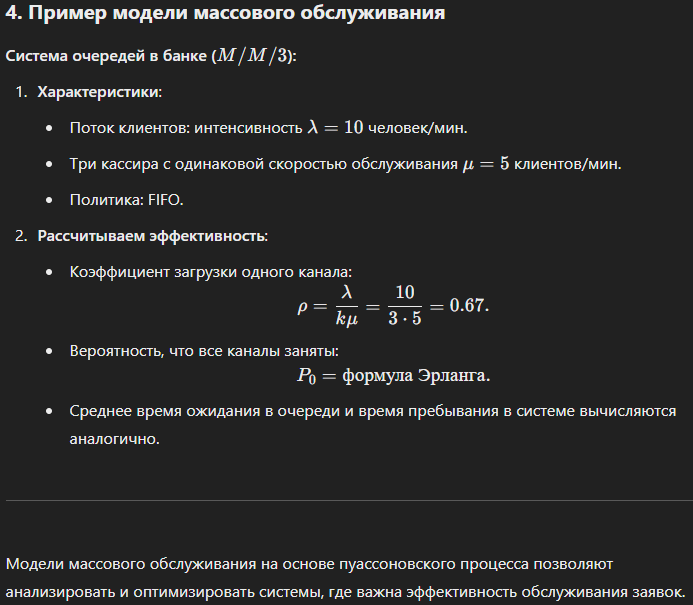 4. Пример модели массового обслуживания
Система очередей в банке (M/M/3):
1. Характеристики:
• Поток клиентов: интенсивность λ = 10 человек/мин.
• Три кассира с одинаковой скоростью обслуживания μ = 5 клиентов/мин.
• Политика: FIFO.
2. Рассчитываем эффективность:
• Коэффициент загрузки одного канала:
ρ = λ/kμ = 10/3·5 = 0.67.
• Вероятность, что все каналы заняты:
P₀ = формула Эрланга.
• Среднее время ожидания в очереди и время пребывания в системе вычисляются
аналогично.
Модели массового обслуживания на основе пуассоновского процесса позволяют
анализировать и оптимизировать системы, где важна эффективность обслуживания заявок.